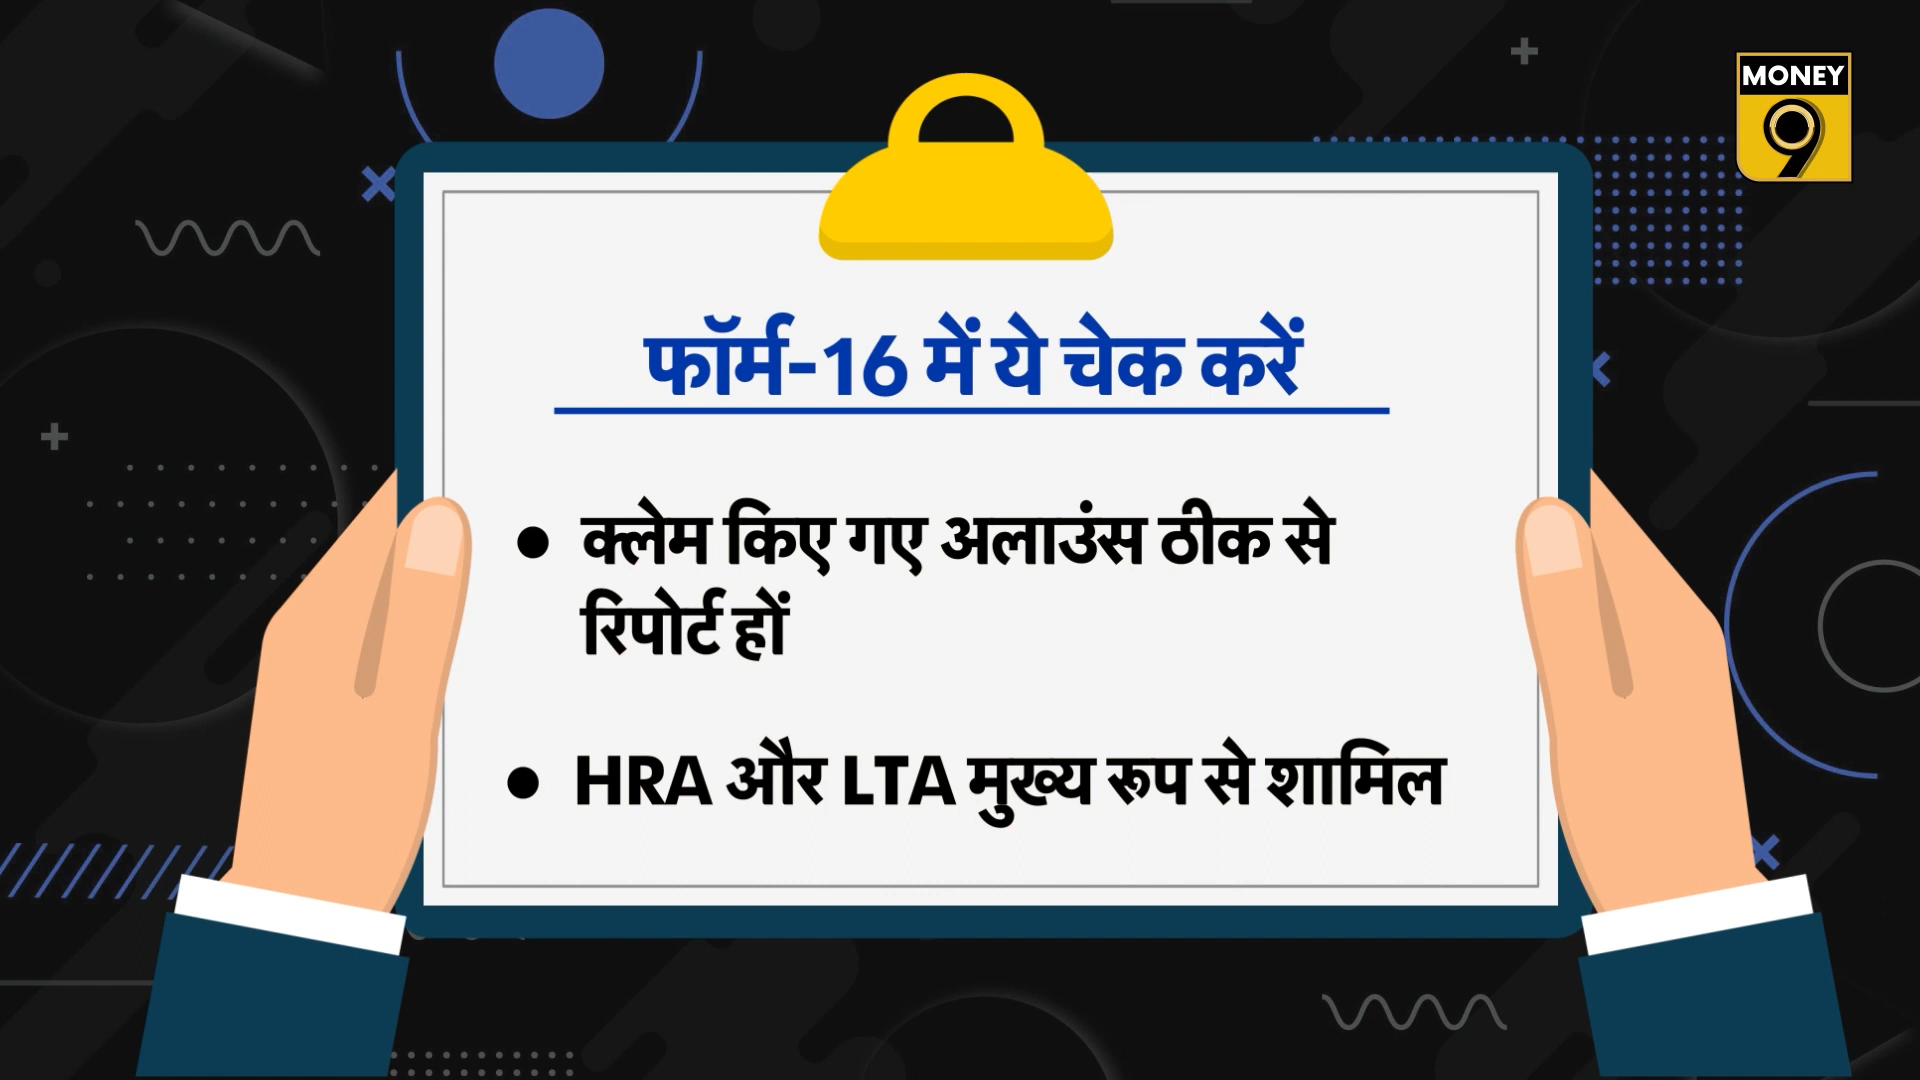 MONEY
9
फॉर्म-16 में ये चेक करें
● क्लेम किए गए अलाउंस ठीक से
रिपोर्ट हों
● HRA और LTA मुख्य रूप से शामिल